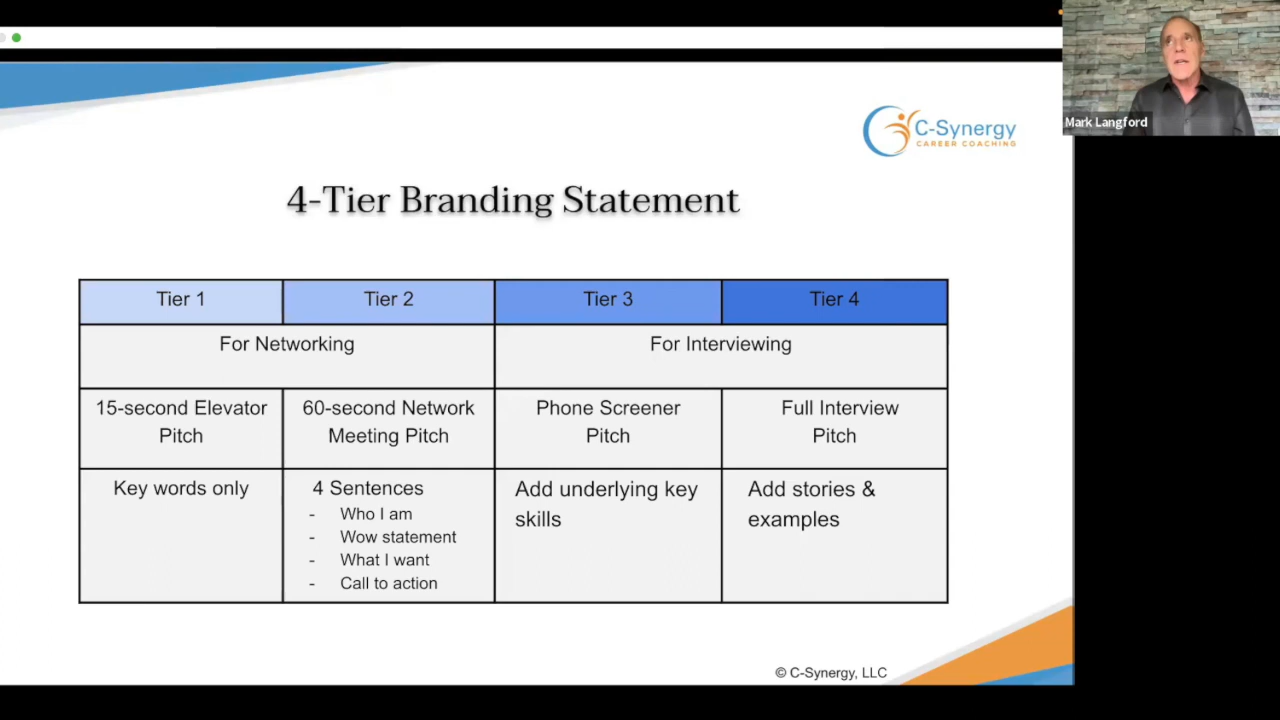 Mark Langford
C-Synergy
CAREER COACHING
4-Tier Branding Statement
Tier 1
Tier 2
Tier 3
Tier 4
For Networking
For Interviewing
15-second Elevator
Pitch
60-second Network
Meeting Pitch
Phone Screener
Pitch
Full Interview
Pitch
Key words only
4 Sentences
- Who I am
- Wow statement
- What I want
- Call to action
Add underlying key
skills
Add stories &
examples
© C-Synergy, LLC